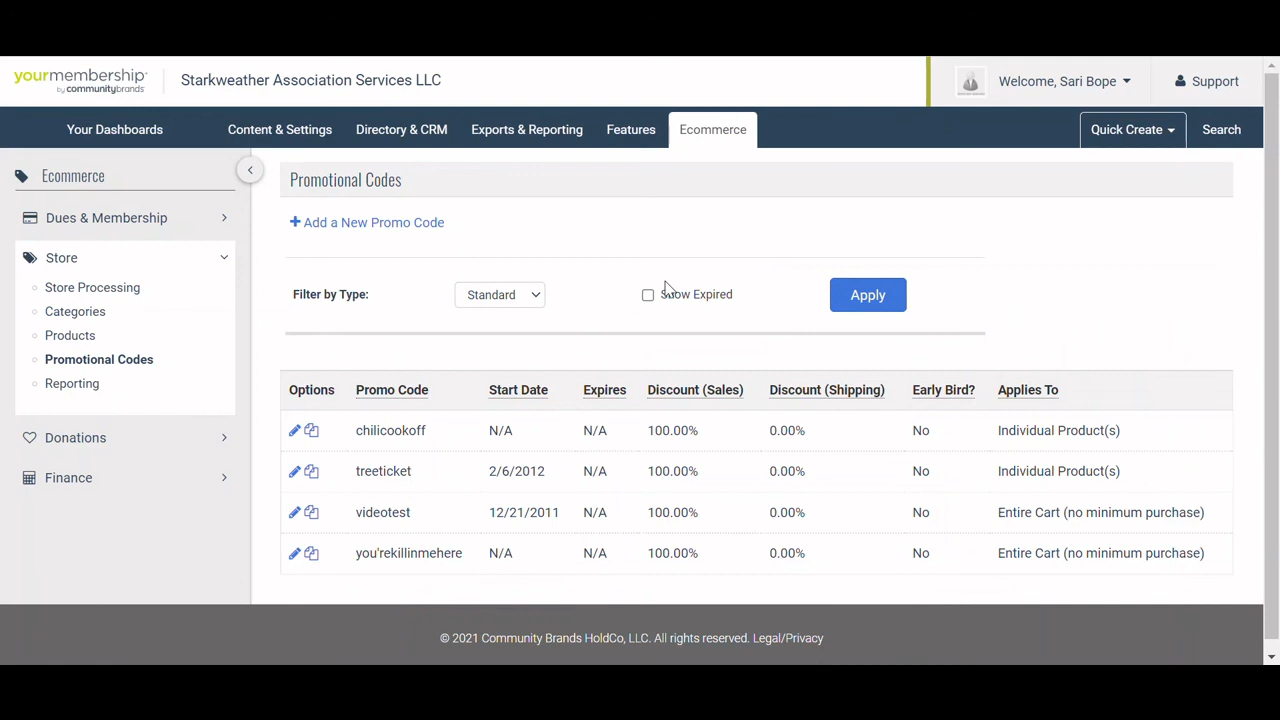 yourmembership
by communitybrands
Starkweather Association Services LLC
Welcome, Sari Bope
Support
Your Dashboards
Content & Settings
Directory & CRM
Exports & Reporting
Features
Ecommerce
Quick Create
Search
Ecommerce
Dues & Membership
Store
Store Processing
Categories
Products
Promotional Codes
Reporting
Donations
Finance
Promotional Codes
+ Add a New Promo Code
Filter by Type: Standard Show Expired Apply
Options Promo Code Start Date Expires Discount (Sales) Discount (Shipping) Early Bird? Applies To
chilicookoff N/A N/A 100.00% 0.00% No Individual Product(s)
treeticket 2/6/2012 N/A 100.00% 0.00% No Individual Product(s)
videotest 12/21/2011 N/A 100.00% 0.00% No Entire Cart (no minimum purchase)
you'rekillinmehere N/A N/A 100.00% 0.00% No Entire Cart (no minimum purchase)
© 2021 Community Brands HoldCo, LLC. All rights reserved. Legal/Privacy